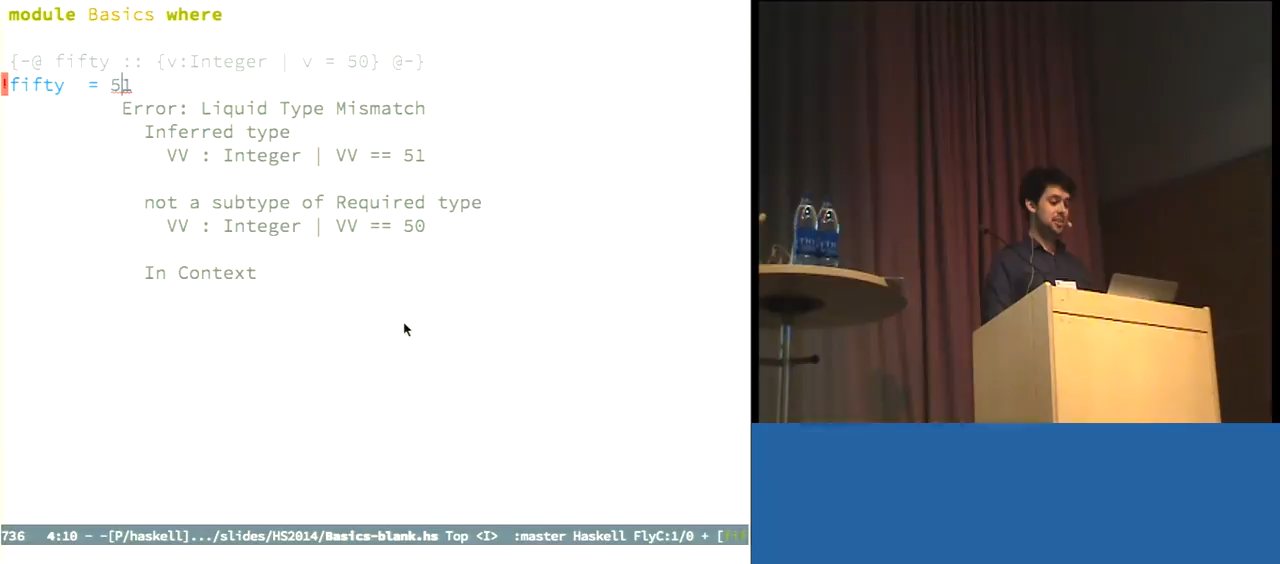 module Basics where
{-@ fifty :: {v:Integer | v = 50} @-}
!fifty  = 51
Error: Liquid Type Mismatch
Inferred type
VV : Integer | VV == 51
not a subtype of Required type
VV : Integer | VV == 50
In Context
736   4:10 - -[P/haskell].../slides/HS2014/Basics-blank.hs Top <I>  :master Haskell FlyC:1/0 + [fif